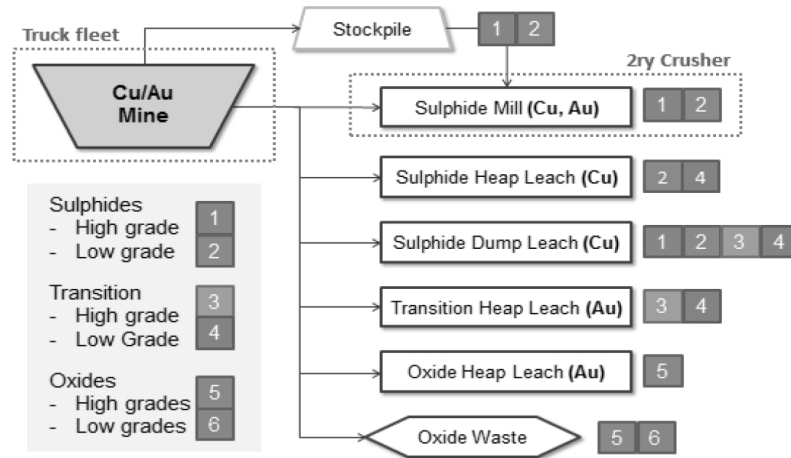 Truck fleet
Stockpile
1 2
2ry Crusher
Cu/Au
Mine
Sulphide Mill (Cu, Au)
1 2
Sulphide Heap Leach (Cu)
2 4
Sulphide Dump Leach (Cu)
1 2 3 4
Transition Heap Leach (Au)
3 4
Oxide Heap Leach (Au)
5
Oxide Waste
5 6
Sulphides
- High grade 1
- Low grade 2
Transition
- High grade 3
- Low Grade 4
Oxides
- High grades 5
- Low grades 6